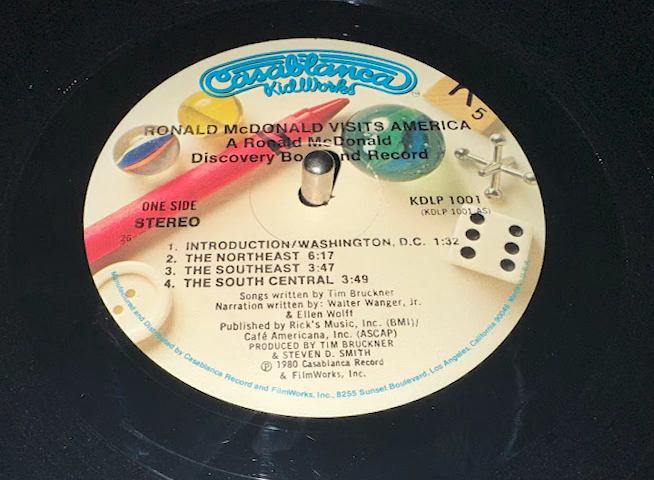 Casablanca
KidWorks
TM
K
5
RONALD McDONALD VISITS AMERICA
A Ronald McDonald
Discovery Book and Record
ONE SIDE
STEREO
KDLP 1001
(KDLP 1001 AS)
1. INTRODUCTION/WASHINGTON, D.C. 1:32
2. THE NORTHEAST 6:17
3. THE SOUTHEAST 3:47
4. THE SOUTH CENTRAL 3:49
Songs written by Tim Bruckner
Narration written by: Walter Wanger, Jr.
& Ellen Wolff
Published by Rick's Music, Inc. (BMI)/
Café Americana, Inc. (ASCAP)
PRODUCED BY TIM BRUCKNER
& STEVEN D. SMITH
℗ 1980 Casablanca Record
& FilmWorks, Inc.
Manufactured and Distributed by Casablanca Record and FilmWorks, Inc., 8255 Sunset Boulevard, Los Angeles, California 90046. Made in U.S.A.